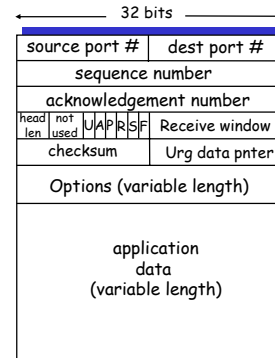 32 bits
source port # dest port #
sequence number
acknowledgement number
head len not used U A P R S F Receive window
checksum Urg data pnter
Options (variable length)
application
data
(variable length)